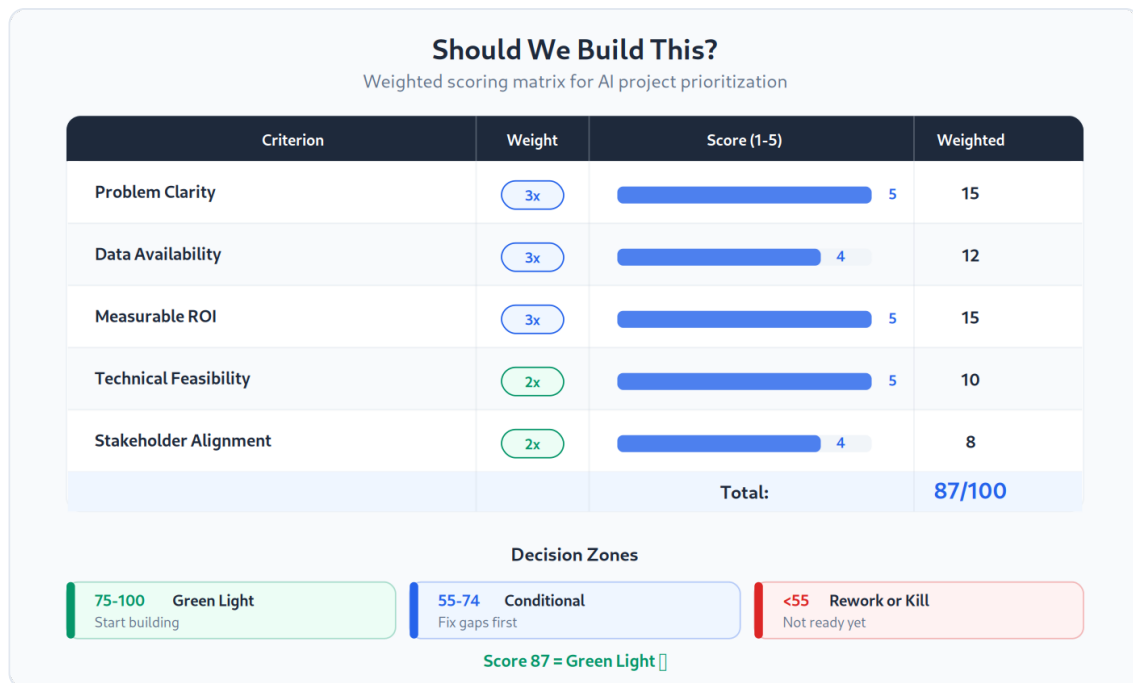 Should We Build This?
Weighted scoring matrix for AI project prioritization
Criterion Weight Score (1-5) Weighted
Problem Clarity 3x 5 15
Data Availability 3x 4 12
Measurable ROI 3x 5 15
Technical Feasibility 2x 5 10
Stakeholder Alignment 2x 4 8
Total: 87/100
Decision Zones
75-100 Green Light 55-74 Conditional <55 Rework or Kill
Start building Fix gaps first Not ready yet
Score 87 = Green Light